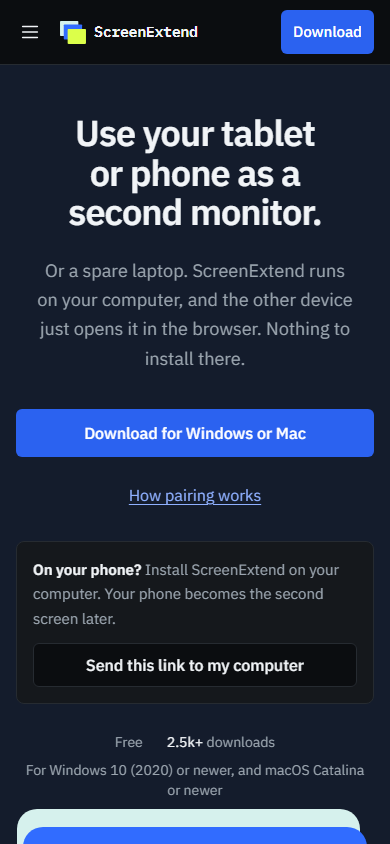 ScreenExtend
Download
Use your tablet
or phone as a
second monitor.
Or a spare laptop. ScreenExtend runs
on your computer, and the other device
just opens it in the browser. Nothing to
install there.
Download for Windows or Mac
How pairing works
On your phone? Install ScreenExtend on your
computer. Your phone becomes the second
screen later.
Send this link to my computer
Free 2.5k+ downloads
For Windows 10 (2020) or newer, and macOS Catalina
or newer